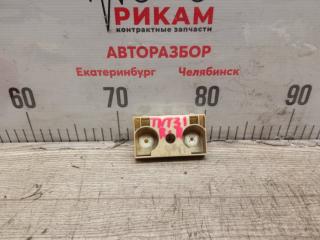 РИКАМ
контрактные запчасти
АВТОРАЗБОР
Екатеринбург Челябинск
60 70 80 90